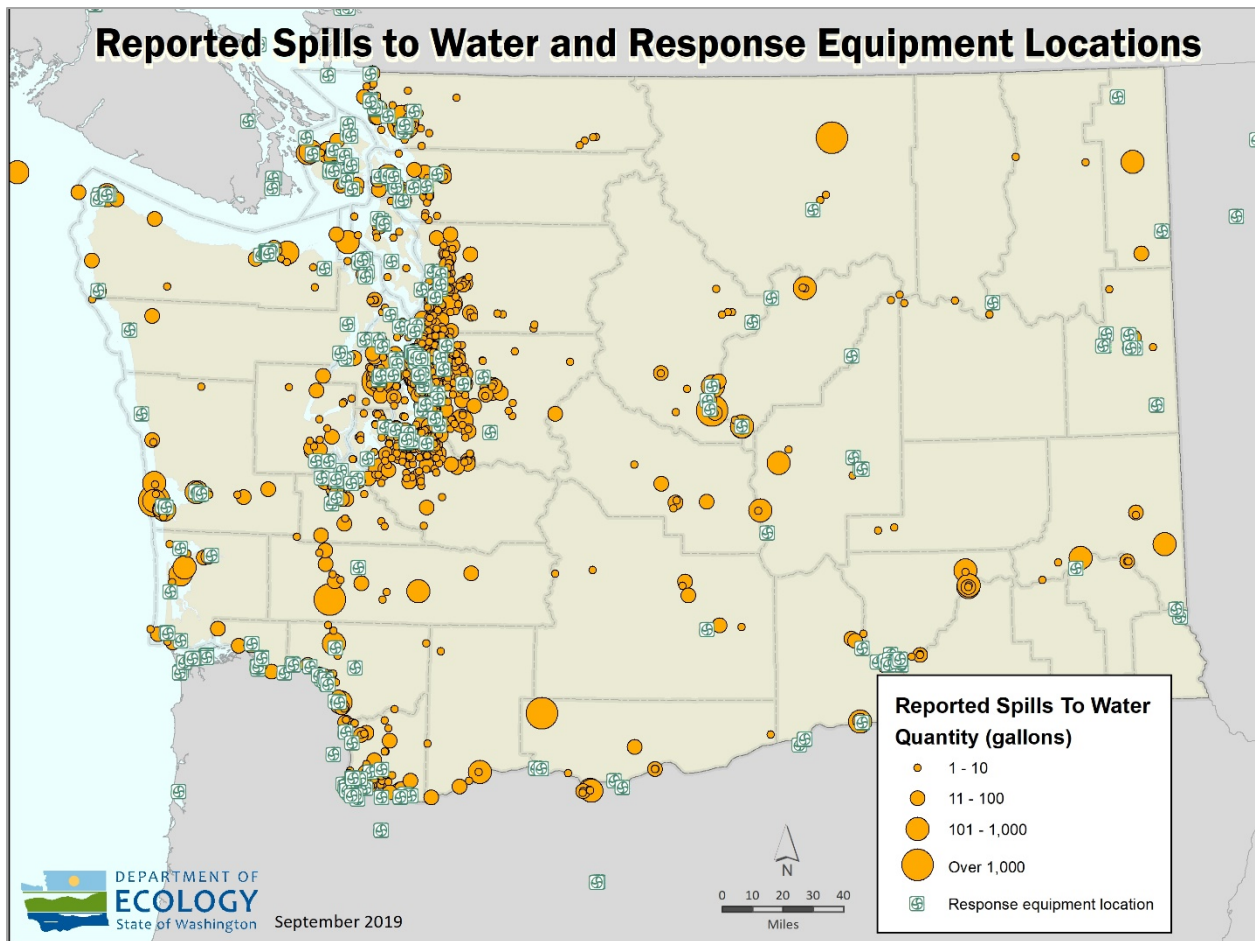 Reported Spills to Water and Response Equipment Locations
Reported Spills To Water
Quantity (gallons)
1 - 10
11 - 100
101 - 1,000
Over 1,000
Response equipment location
N
0 10 20 30 40
Miles
DEPARTMENT OF
ECOLOGY
State of Washington
September 2019